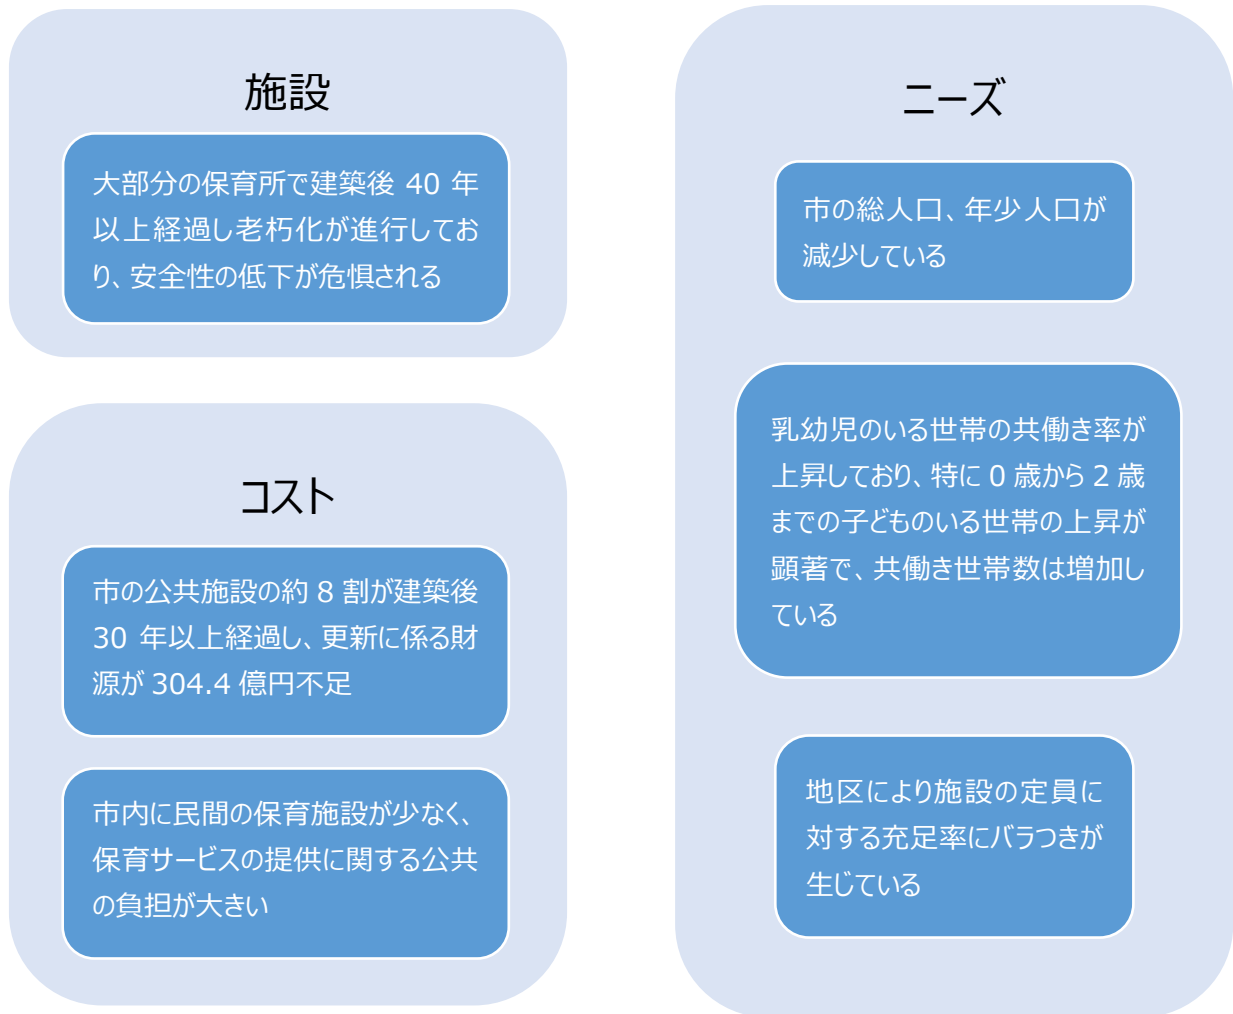 施設
大部分の保育所で建築後 40 年
以上経過し老朽化が進行してお
り、安全性の低下が危惧される
コスト
市の公共施設の約 8 割が建築後
30 年以上経過し、更新に係る財
源が 304.4 億円不足
市内に民間の保育施設が少なく、
保育サービスの提供に関する公共
の負担が大きい
ニーズ
市の総人口、年少人口が
減少している
乳幼児のいる世帯の共働き率が
上昇しており、特に 0 歳から 2 歳
までの子どものいる世帯の上昇が
顕著で、共働き世帯数は増加し
ている
地区により施設の定員に
対する充足率にバラつきが
生じている